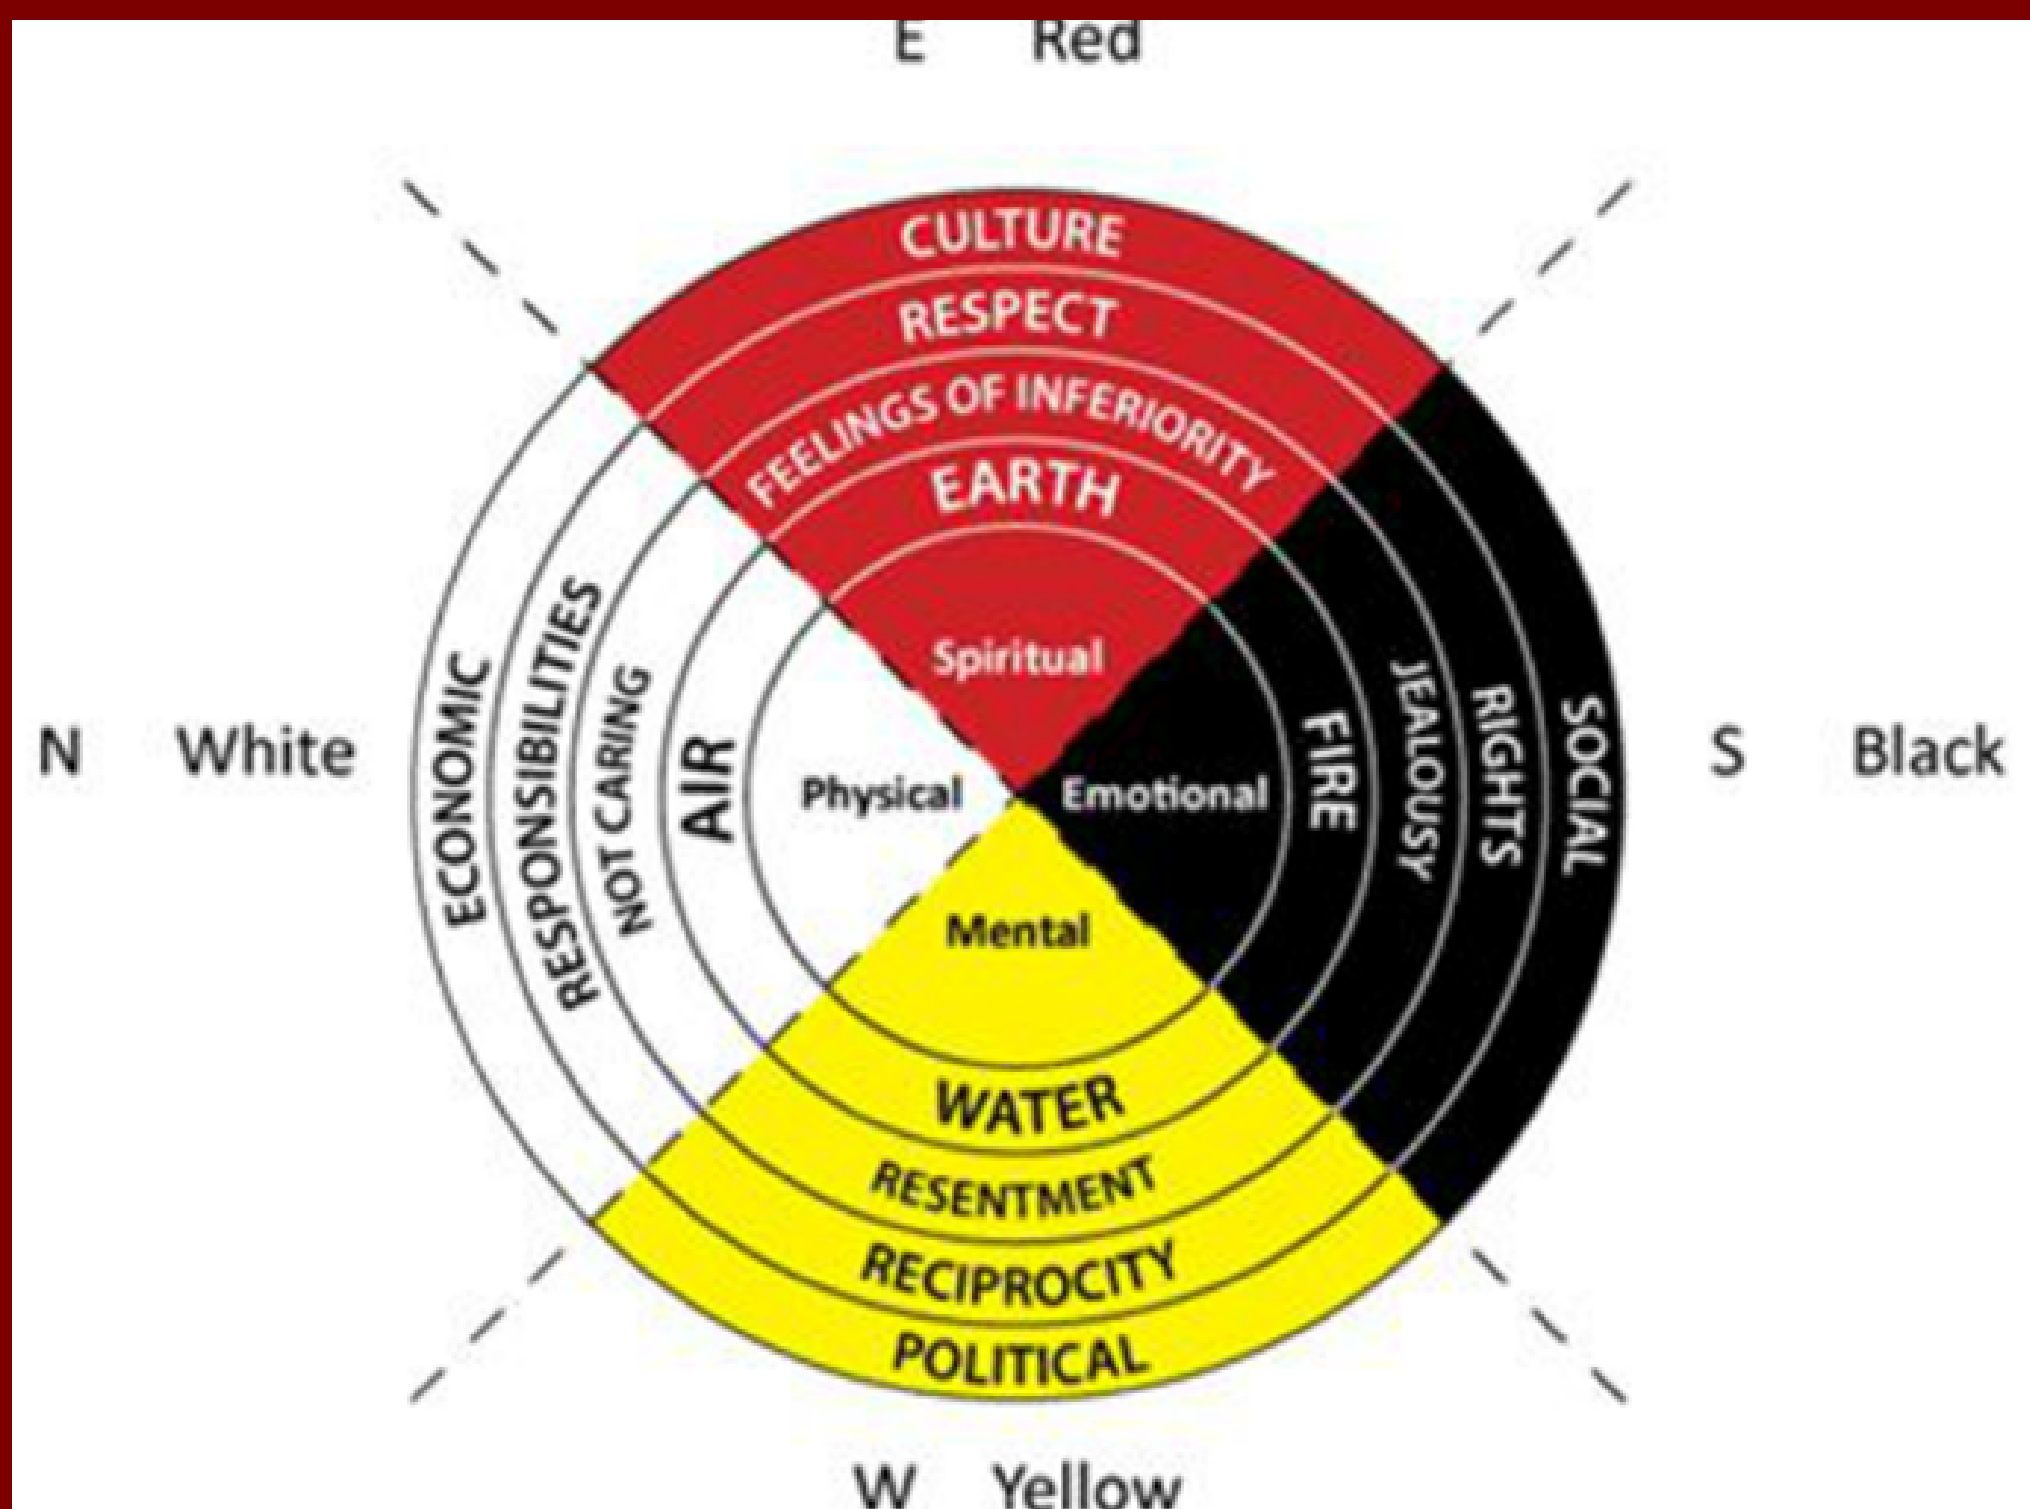 E Red
CULTURE
RESPECT
FEELINGS OF INFERIORITY
EARTH
Spiritual
N White
ECONOMIC
RESPONSIBILITIES
NOT CARING
AIR
Physical
Emotional
FIRE
JEALOUSY
RIGHTS
SOCIAL
S Black
Mental
WATER
RESENTMENT
RECIPROCITY
POLITICAL
W Yellow